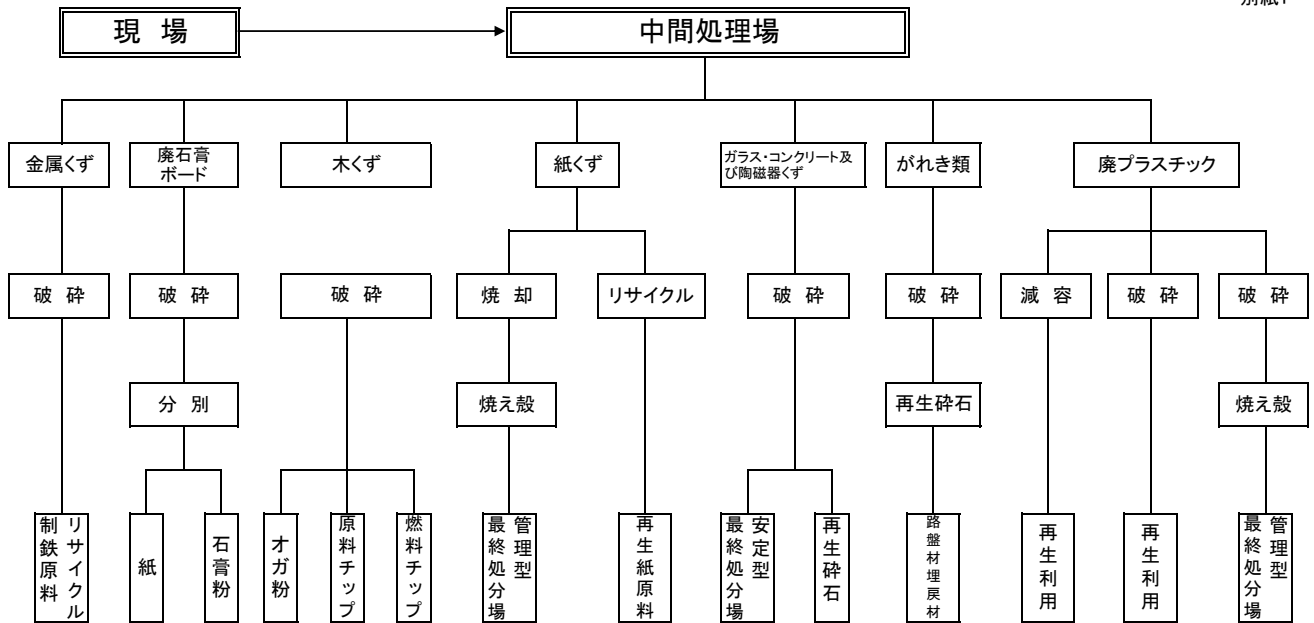 別紙1
現 場
中間処理場
金属くず
廃石膏
ボード
木くず
紙くず
ガラス・コンクリート及
び陶磁器くず
がれき類
廃プラスチック
破 砕
破 砕
破 砕
焼 却
リサイクル
破 砕
破 砕
減 容
破 砕
破 砕
分 別
焼え殻
再生砕石
焼え殻
リサイクル
制鉄原料
紙
石膏粉
オガ粉
原料チップ
燃料チップ
管理型
最終処分場
再生紙原料
安定型
最終処分場
再生砕石
路盤材埋戻材
再生利用
再生利用
管理型
最終処分場